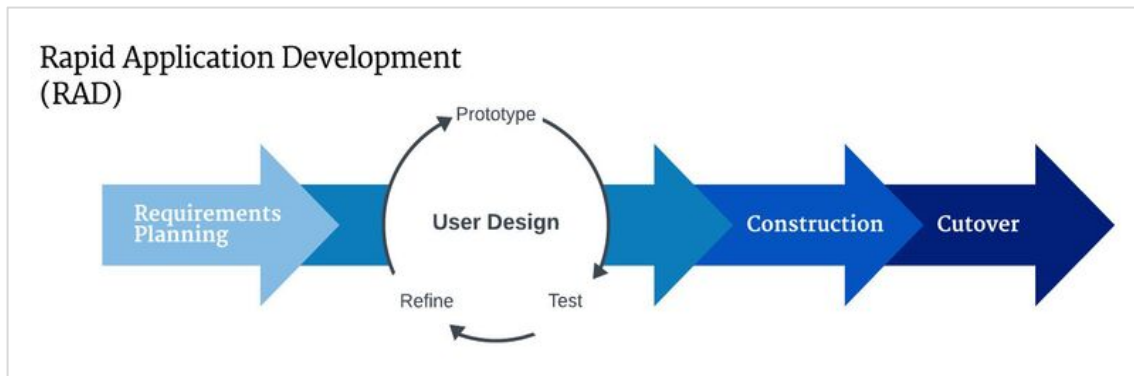 Rapid Application Development
(RAD)
Prototype
Requirements
Planning
User Design
Construction
Cutover
Refine
Test